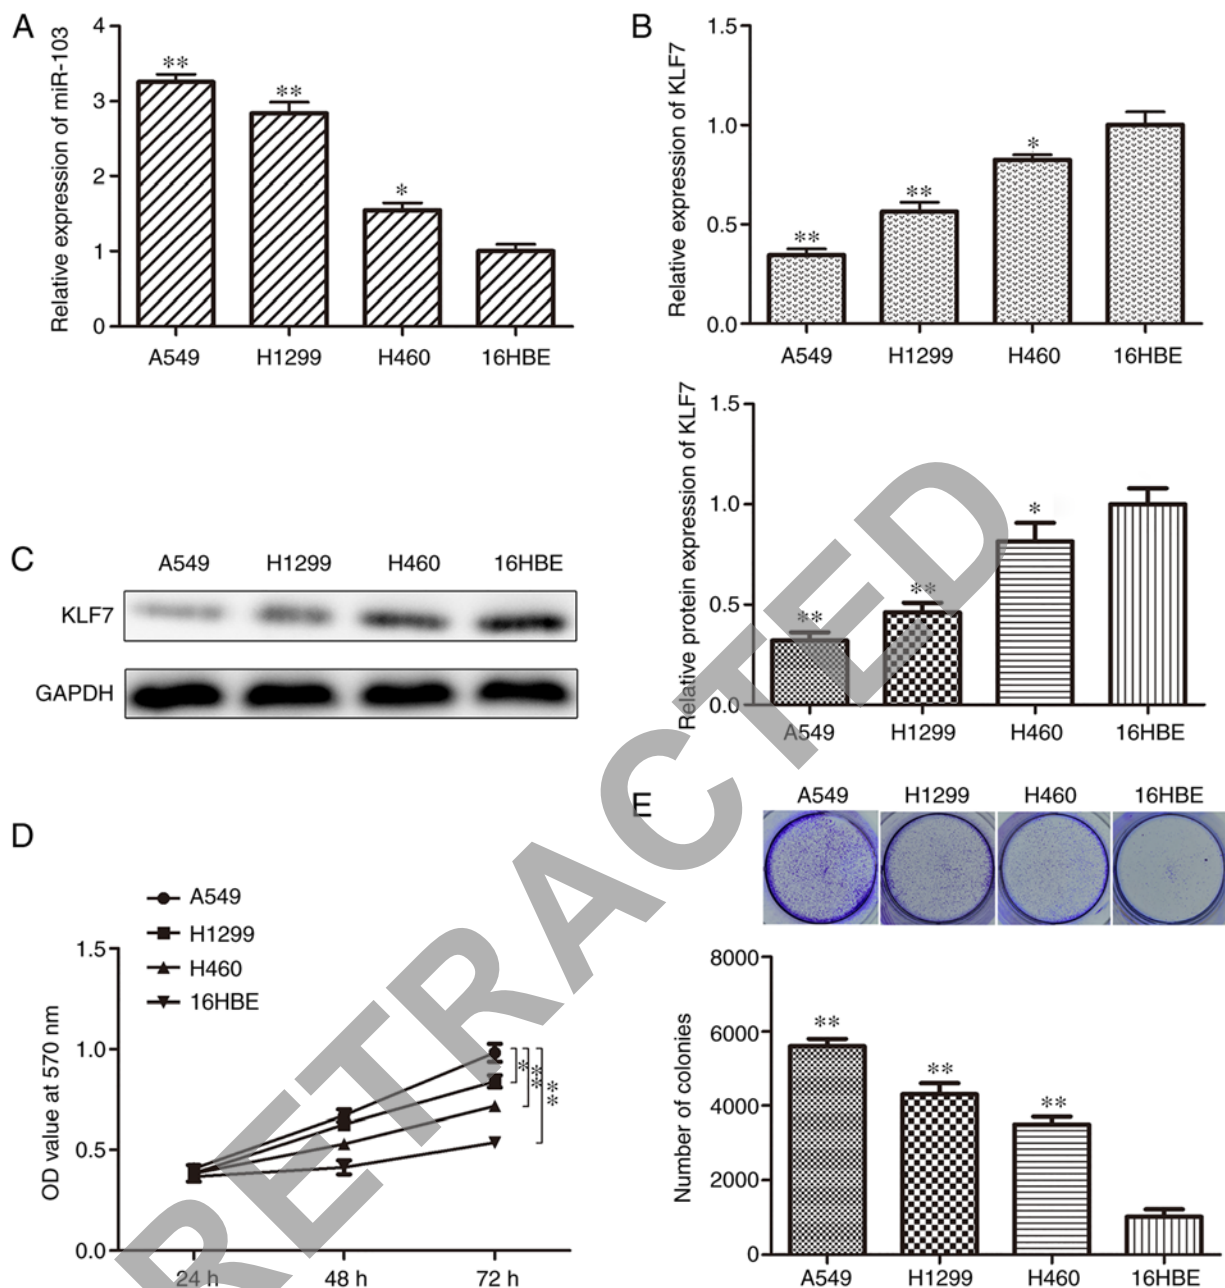 A
Relative expression of miR-103
4
3
2
1
0
**
**
*
A549 H1299 H460 16HBE
B
Relative expression of KLF7
1.5
1.0
0.5
0.0
**
**
*
A549 H1299 H460 16HBE
C
A549 H1299 H460 16HBE
KLF7
GAPDH
Relative protein expression of KLF7
1.5
1.0
0.5
0.0
**
**
*
A549 H1299 H460 16HBE
D
A549
H1299
H460
16HBE
OD value at 570 nm
1.5
1.0
0.5
0.0
*
**
**
24 h 48 h 72 h
E
A549 H1299 H460 16HBE
Number of colonies
8000
6000
4000
2000
0
**
**
**
A549 H1299 H460 16HBE
RETRACTED